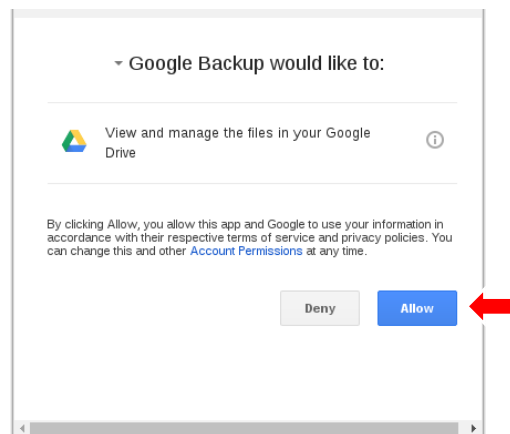 Google Backup would like to:
View and manage the files in your Google
Drive
By clicking Allow, you allow this app and Google to use your information in
accordance with their respective terms of service and privacy policies. You
can change this and other Account Permissions at any time.
Deny
Allow